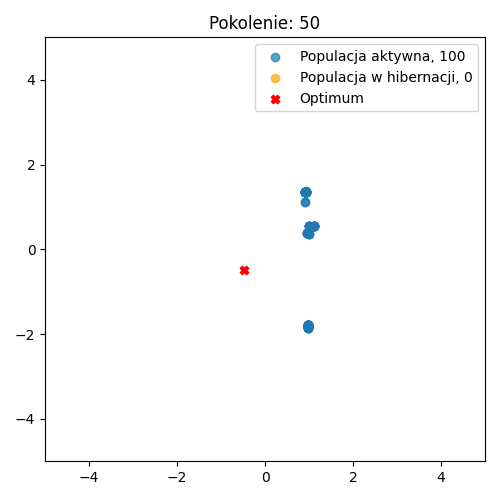 Pokolenie: 50
Populacja aktywna, 100
Populacja w hibernacji, 0
Optimum
4
2
0
−2
−4
−4 −2 0 2 4